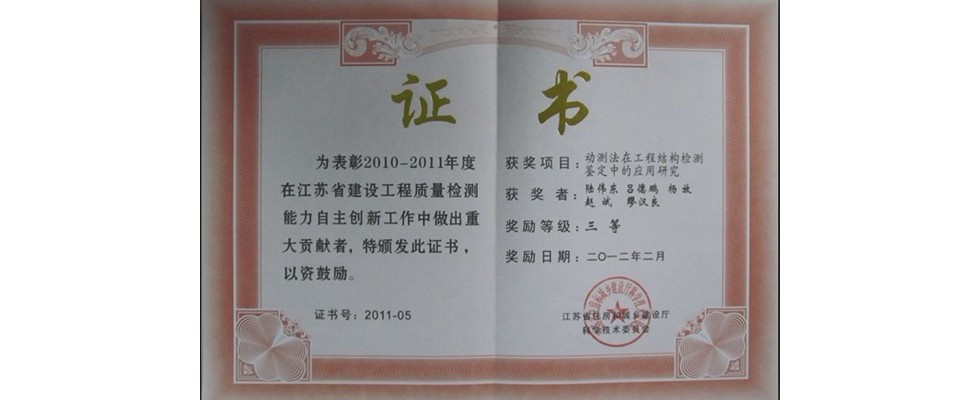 证 书
为表彰2010-2011年度
在江苏省建设工程质量检测
能力自主创新工作中做出重
大贡献者，特颁发此证书，
以资鼓励。
证书号：2011-05
获奖项目：动测法在工程结构检测
鉴定中的应用研究
获 奖 者：陆伟东 吕德鹏 杨放
赵 斌 缪汉良
奖励等级：三 等
奖励日期：二〇一二年二月
江苏省住房和城乡建设厅
科学技术委员会